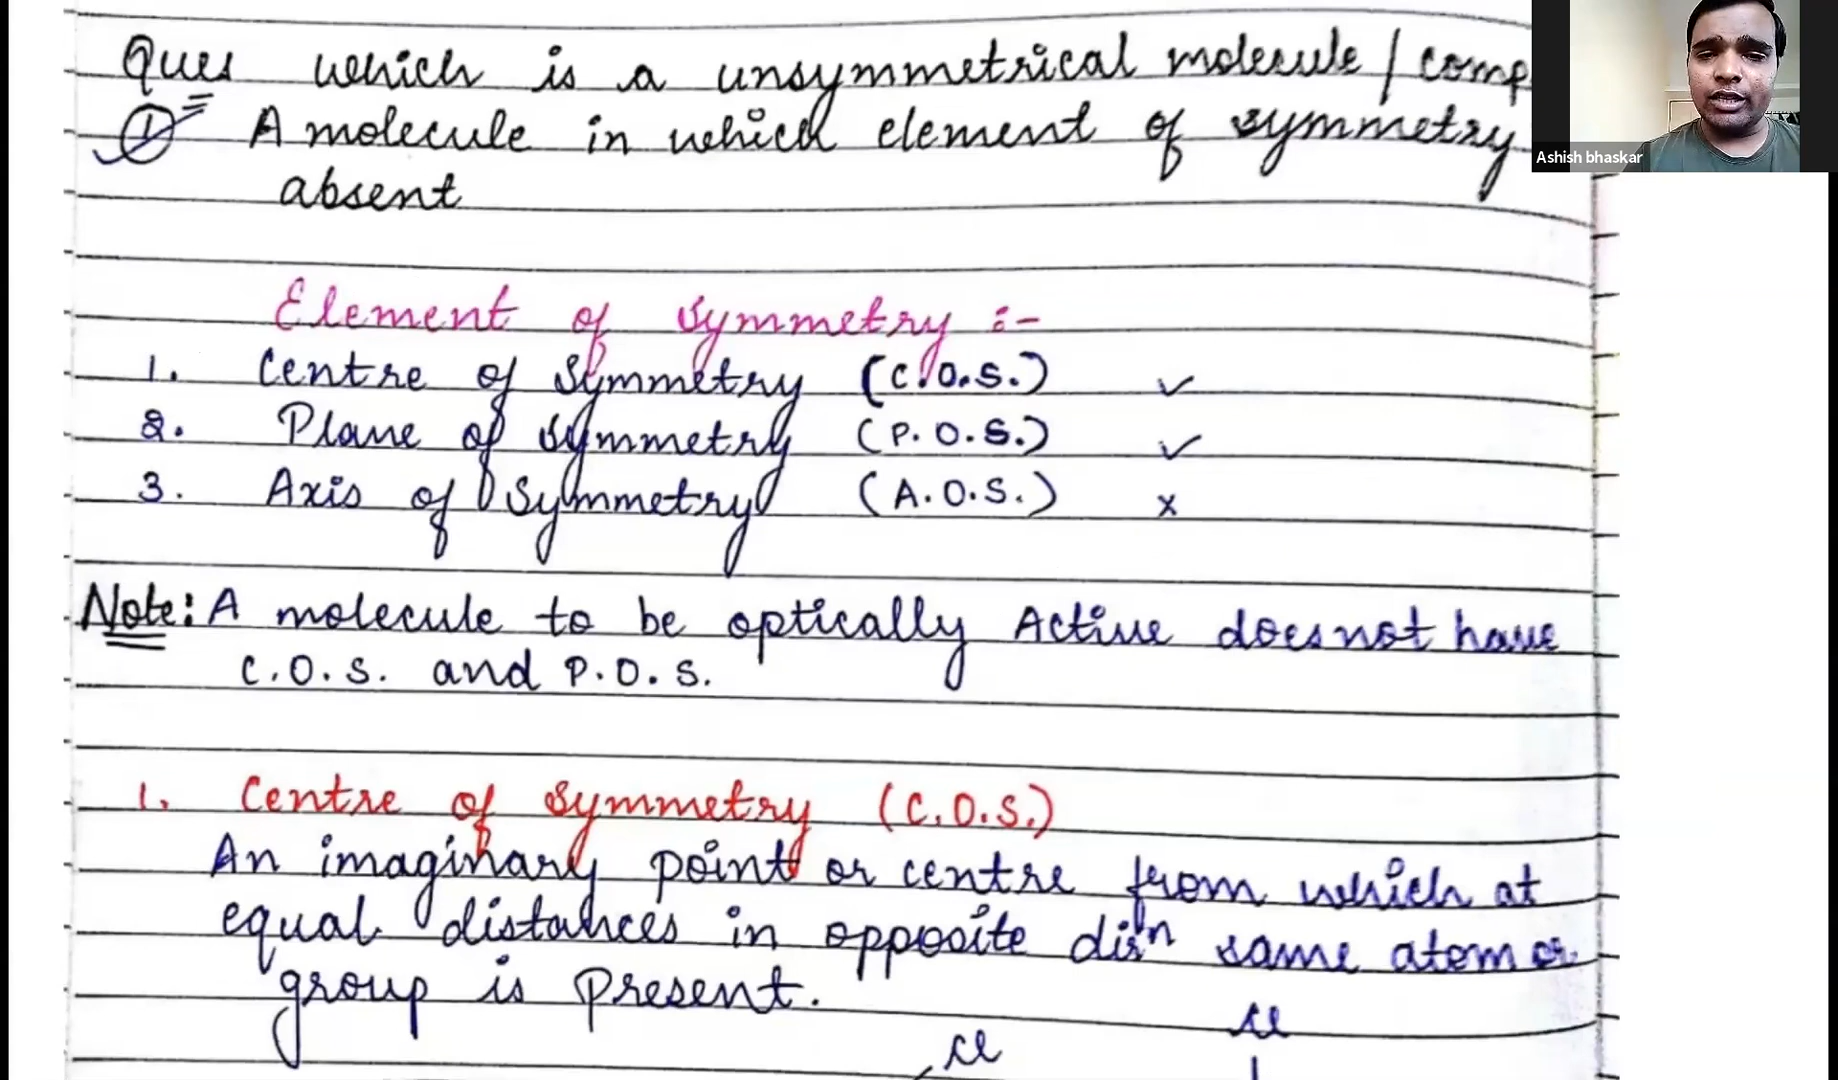 Ques which is a unsymmetrical molecule / comp
① A molecule in which element of symmetry
absent
Ashish bhaskar
Element of symmetry :-
1. Centre of Symmetry (C.O.S.) ✓
2. Plane of symmetry (P.O.S.) ✓
3. Axis of Symmetry (A.O.S.) x
Note: A molecule to be optically Active doesnot have
C.O.S. and P.O.S.
1. Centre of symmetry (C.O.S.)
An imaginary point or centre from which at
equal distances in opposite dirn same atom or
group is present.
Cl
Cl